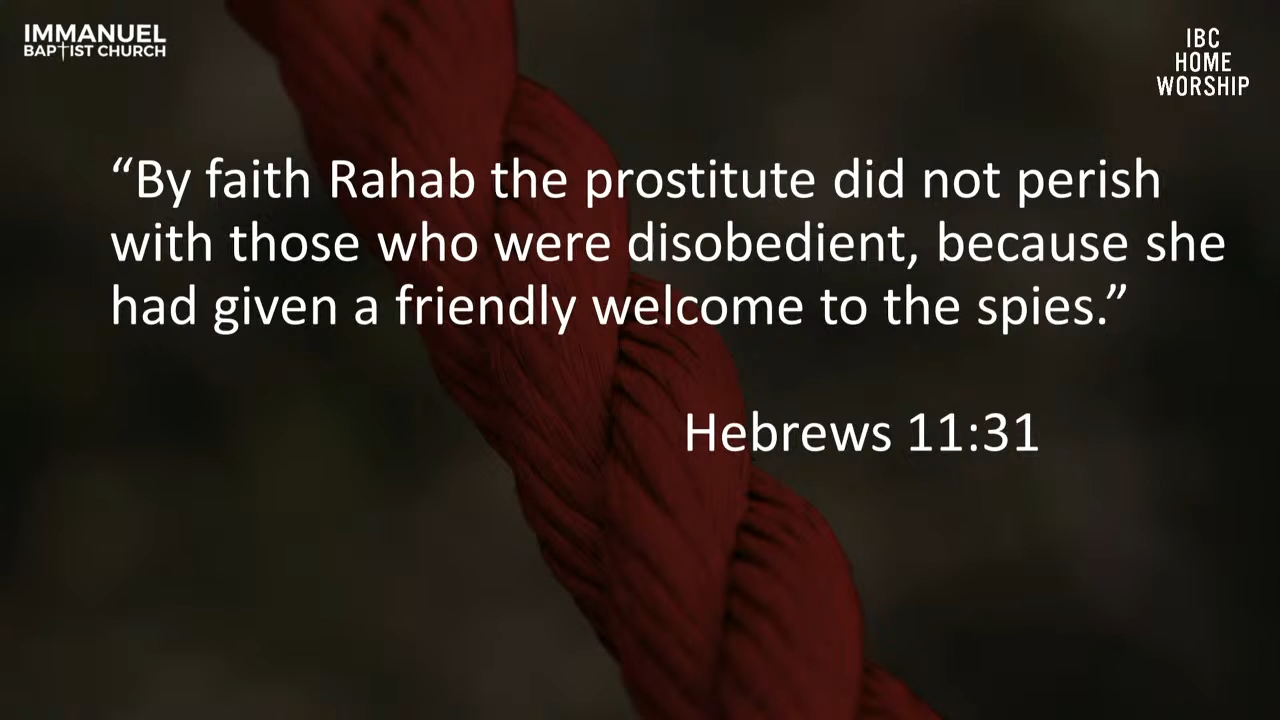 IMMANUEL
BAPTIST CHURCH
IBC
HOME
WORSHIP
“By faith Rahab the prostitute did not perish
with those who were disobedient, because she
had given a friendly welcome to the spies.”
Hebrews 11:31